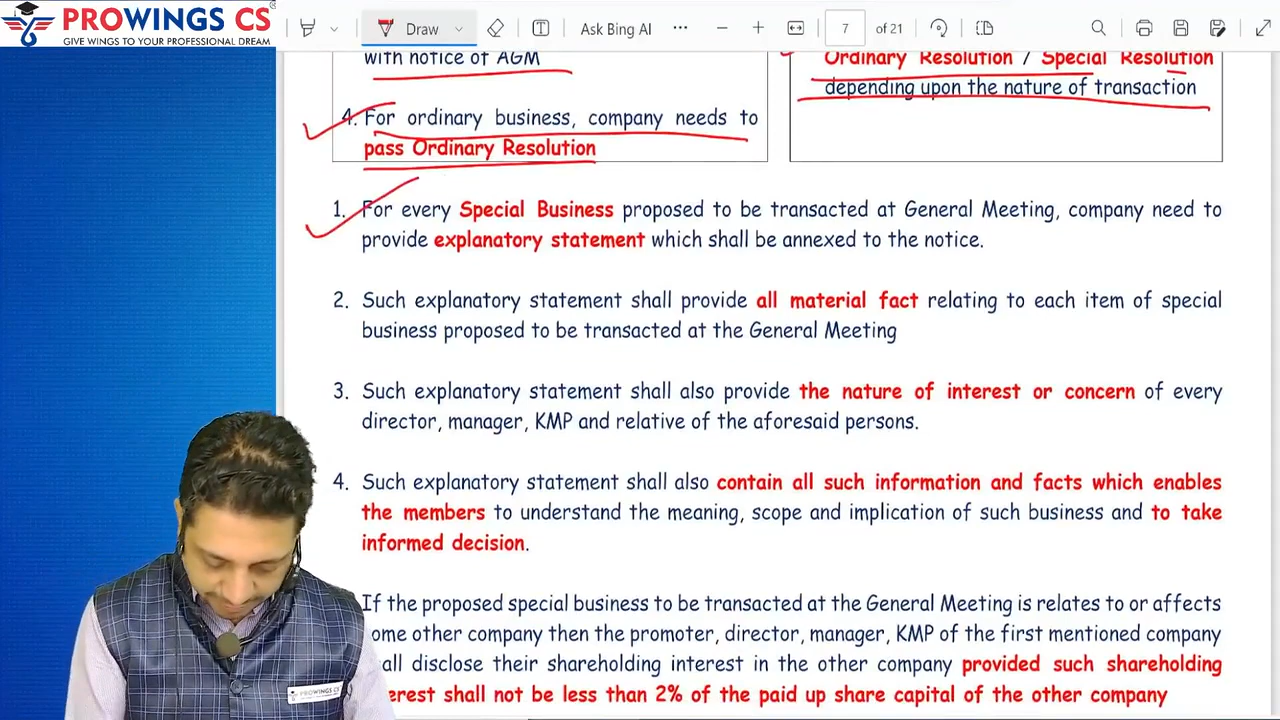 PROWINGS CS
GIVE WINGS TO YOUR PROFESSIONAL DREAM
Draw
Ask Bing AI
7 of 21
with notice of AGM
4. For ordinary business, company needs to
pass Ordinary Resolution
Ordinary Resolution / Special Resolution
depending upon the nature of transaction
1. For every Special Business proposed to be transacted at General Meeting, company need to
provide explanatory statement which shall be annexed to the notice.
2. Such explanatory statement shall provide all material fact relating to each item of special
business proposed to be transacted at the General Meeting
3. Such explanatory statement shall also provide the nature of interest or concern of every
director, manager, KMP and relative of the aforesaid persons.
4. Such explanatory statement shall also contain all such information and facts which enables
the members to understand the meaning, scope and implication of such business and to take
informed decision.
If the proposed special business to be transacted at the General Meeting is relates to or affects
ome other company then the promoter, director, manager, KMP of the first mentioned company
all disclose their shareholding interest in the other company provided such shareholding
erest shall not be less than 2% of the paid up share capital of the other company
PROWINGS CS